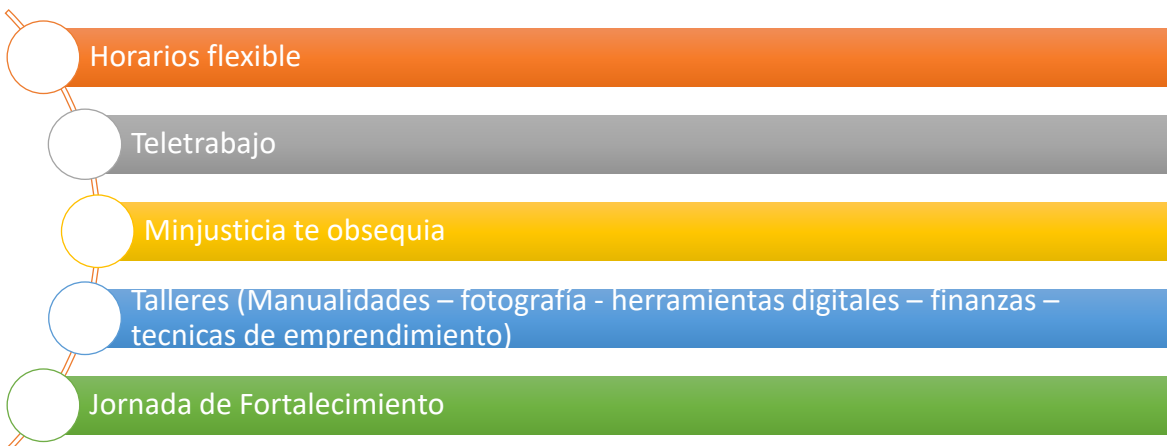 Horarios flexible
Teletrabajo
Minjusticia te obsequia
Talleres (Manualidades – fotografía - herramientas digitales – finanzas –
tecnicas de emprendimiento)
Jornada de Fortalecimiento